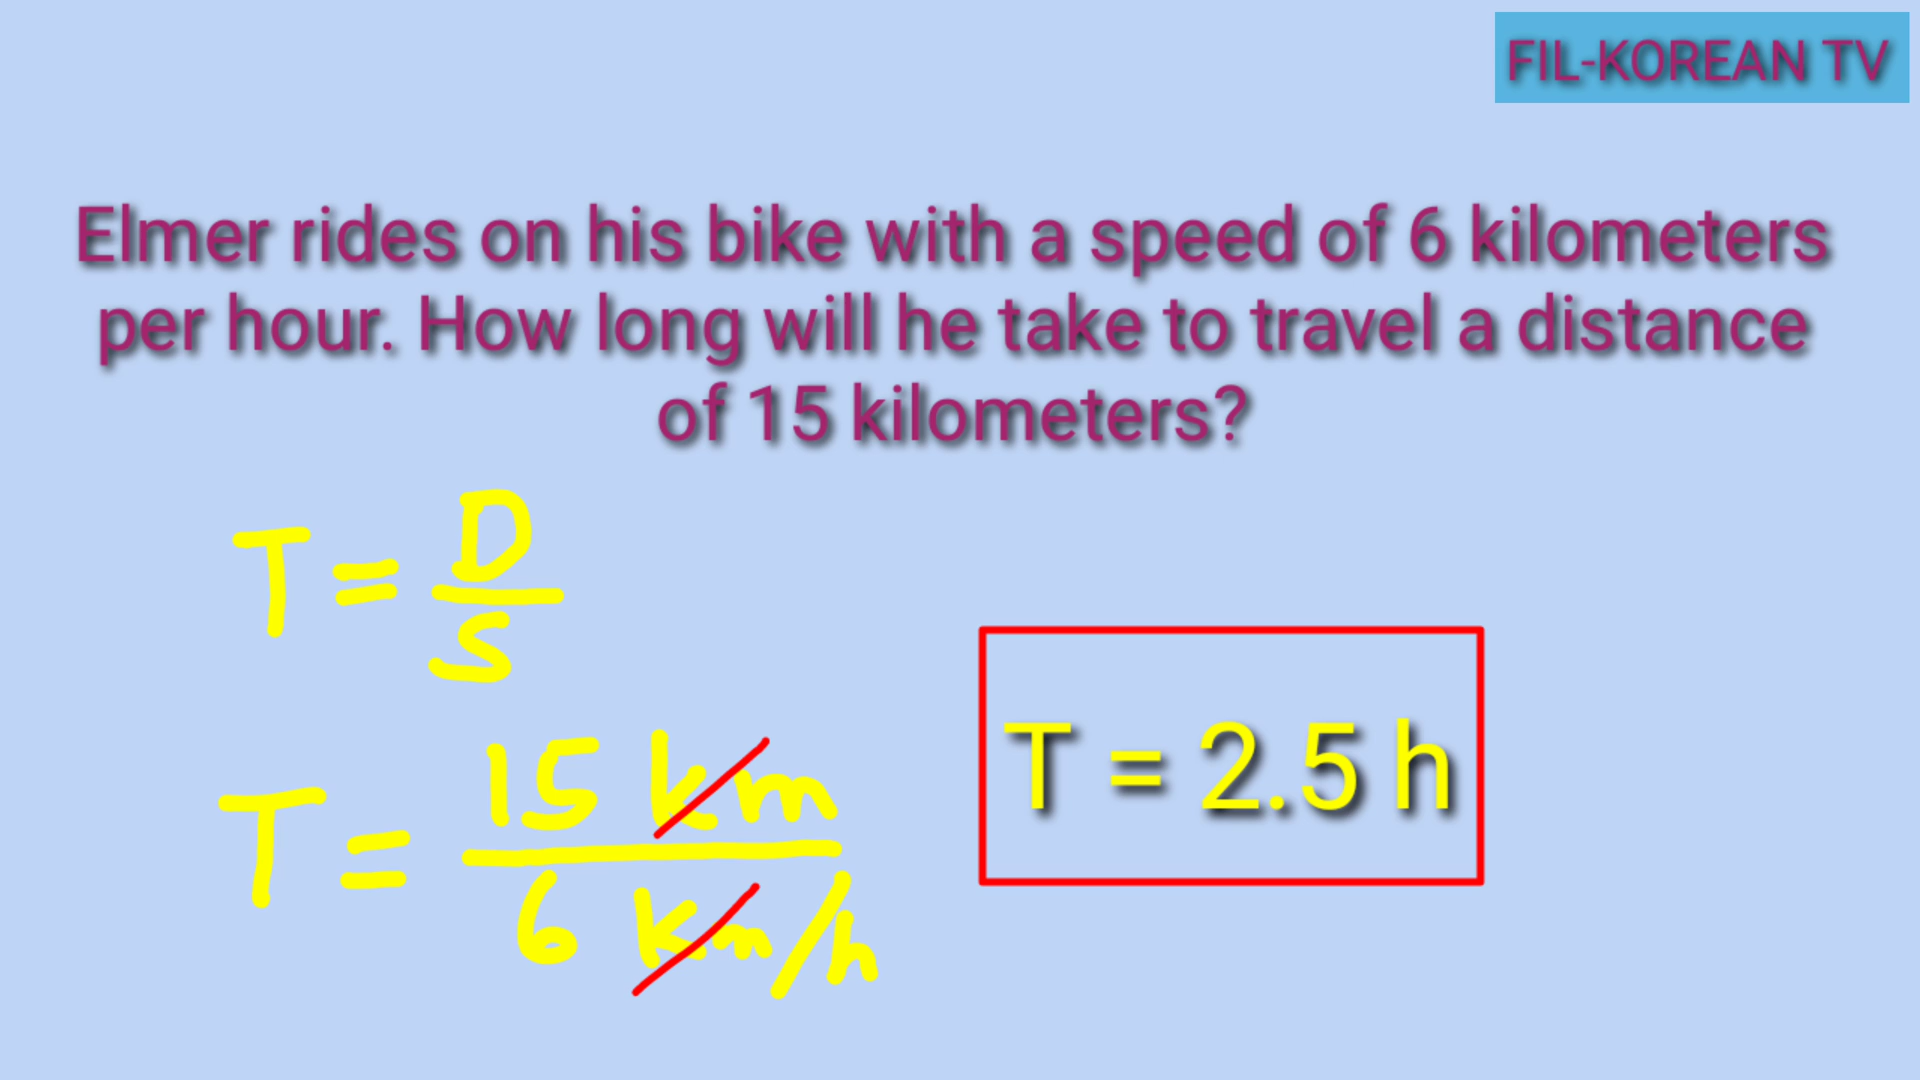 FIL-KOREAN TV
Elmer rides on his bike with a speed of 6 kilometers
per hour. How long will he take to travel a distance
of 15 kilometers?
T = D/S
T = 15 km / 6 km/h
T = 2.5 h